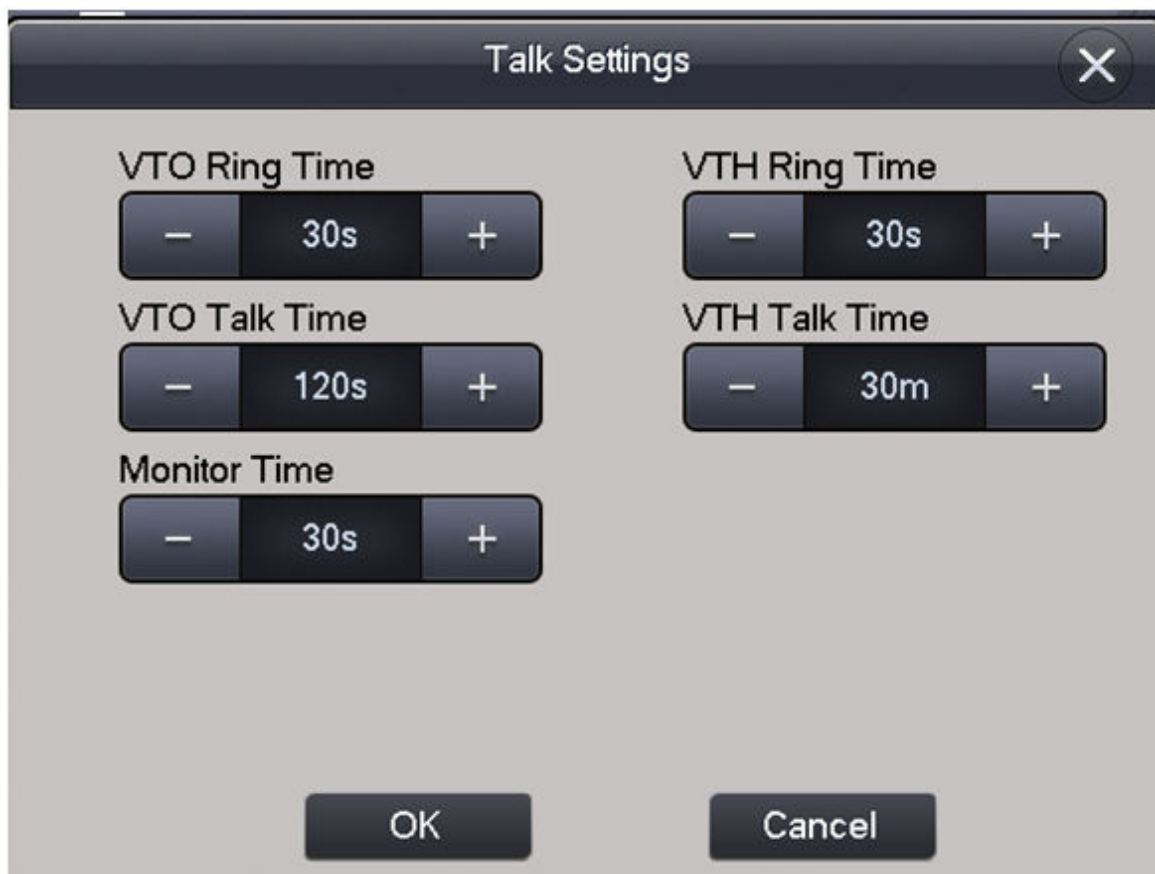 Talk Settings
VTO Ring Time
VTH Ring Time
− 30s +
− 30s +
VTO Talk Time
VTH Talk Time
− 120s +
− 30m +
Monitor Time
− 30s +
OK
Cancel